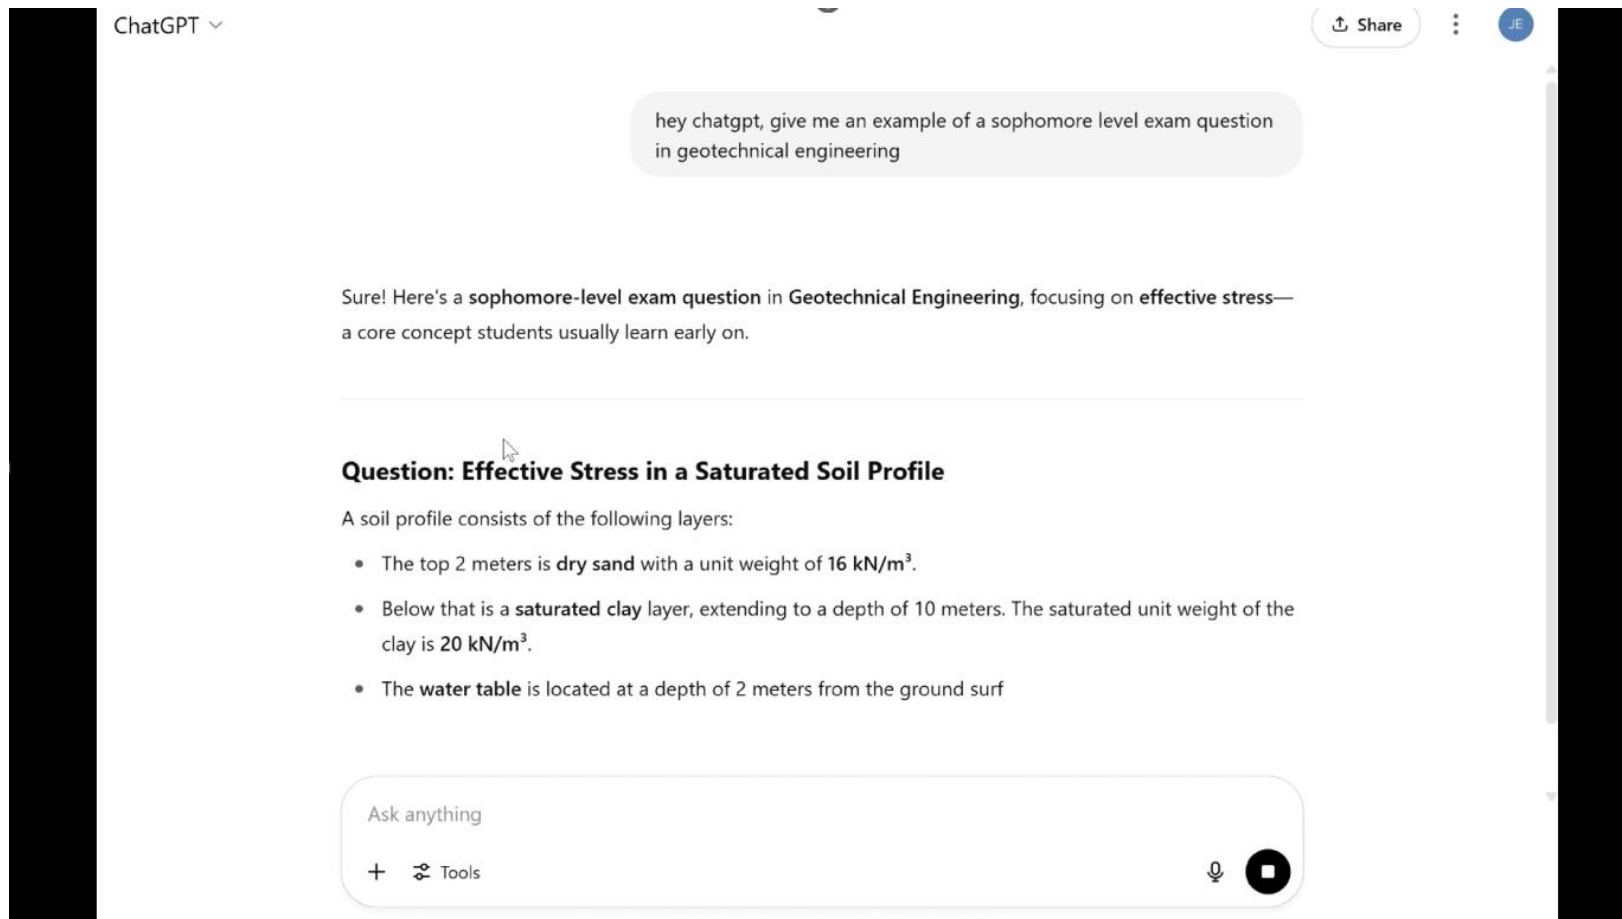 ChatGPT
Share
JE
hey chatgpt, give me an example of a sophomore level exam question
in geotechnical engineering
Sure! Here's a sophomore-level exam question in Geotechnical Engineering, focusing on effective stress—
a core concept students usually learn early on.
Question: Effective Stress in a Saturated Soil Profile
A soil profile consists of the following layers:
• The top 2 meters is dry sand with a unit weight of 16 kN/m³.
• Below that is a saturated clay layer, extending to a depth of 10 meters. The saturated unit weight of the
clay is 20 kN/m³.
• The water table is located at a depth of 2 meters from the ground surf
Ask anything
Tools